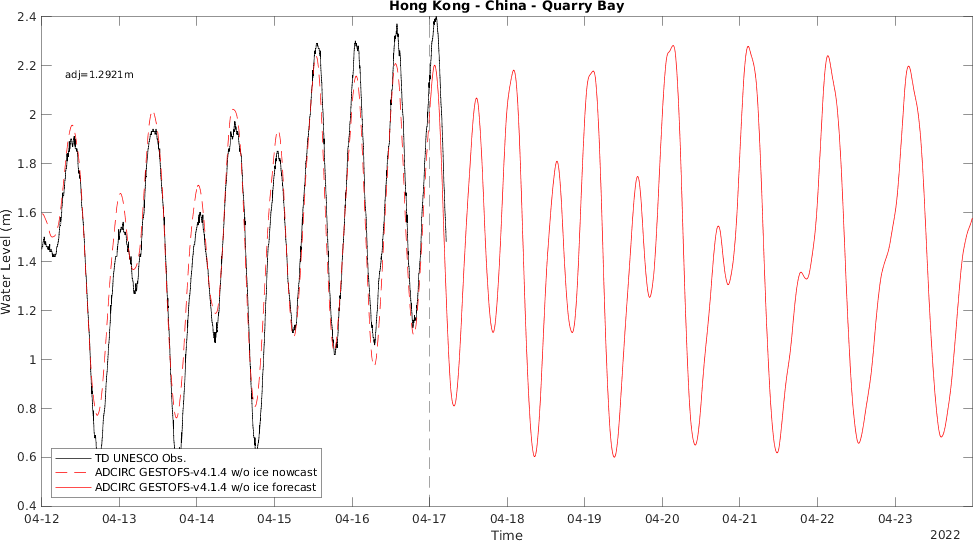 Hong Kong - China - Quarry Bay
2.4
2.2
2
1.8
1.6
1.4
1.2
1
0.8
0.6
0.4
Water Level (m)
adj=1.2921m
TD UNESCO Obs.
ADCIRC GESTOFS-v4.1.4 w/o ice nowcast
ADCIRC GESTOFS-v4.1.4 w/o ice forecast
04-12 04-13 04-14 04-15 04-16 04-17 04-18 04-19 04-20 04-21 04-22 04-23
Time
2022